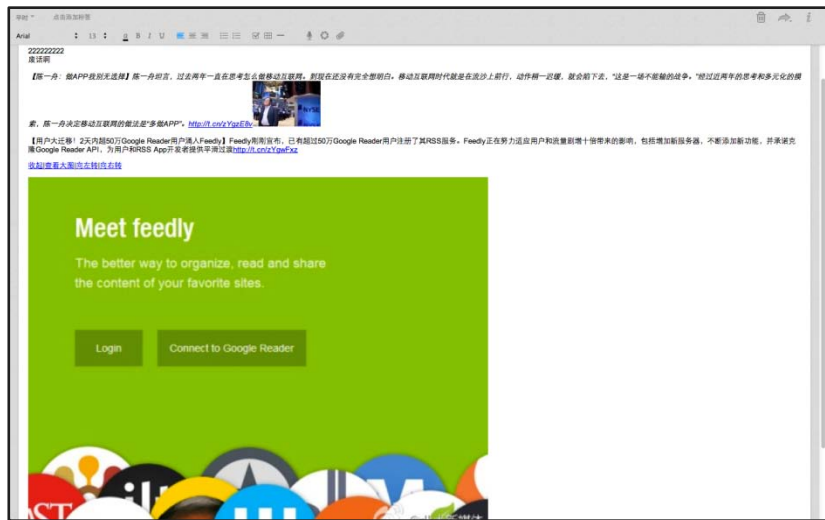 点击添加标签
Arial 13 a B I U
222222222
废话啊
【陈一舟：做APP我别无选择】陈一舟坦言，过去两年一直在思考怎么做移动互联网。到现在还没有完全想明白。移动互联网时代就是在流沙上前行，动作稍一迟缓，就会陷下去，“这是一场不能输的战争。”经过近两年的思考和多元化的摸
索，陈一舟决定移动互联网的做法是“多做APP”。http://t.cn/zYgzE8v
【用户大迁移！2天内超50万Google Reader用户涌入Feedly】Feedly刚刚宣布，已有超过50万Google Reader用户注册了其RSS服务。Feedly正在努力适应用户和流量剧增十倍带来的影响，包括增加新服务器，不断添加新功能，并承诺克
隆Google Reader API，为用户和RSS App开发者提供平滑过渡http://t.cn/zYgwFxz
收起|查看大图|向左转|向右转
Meet feedly
The better way to organize, read and share
the content of your favorite sites.
Login Connect to Google Reader